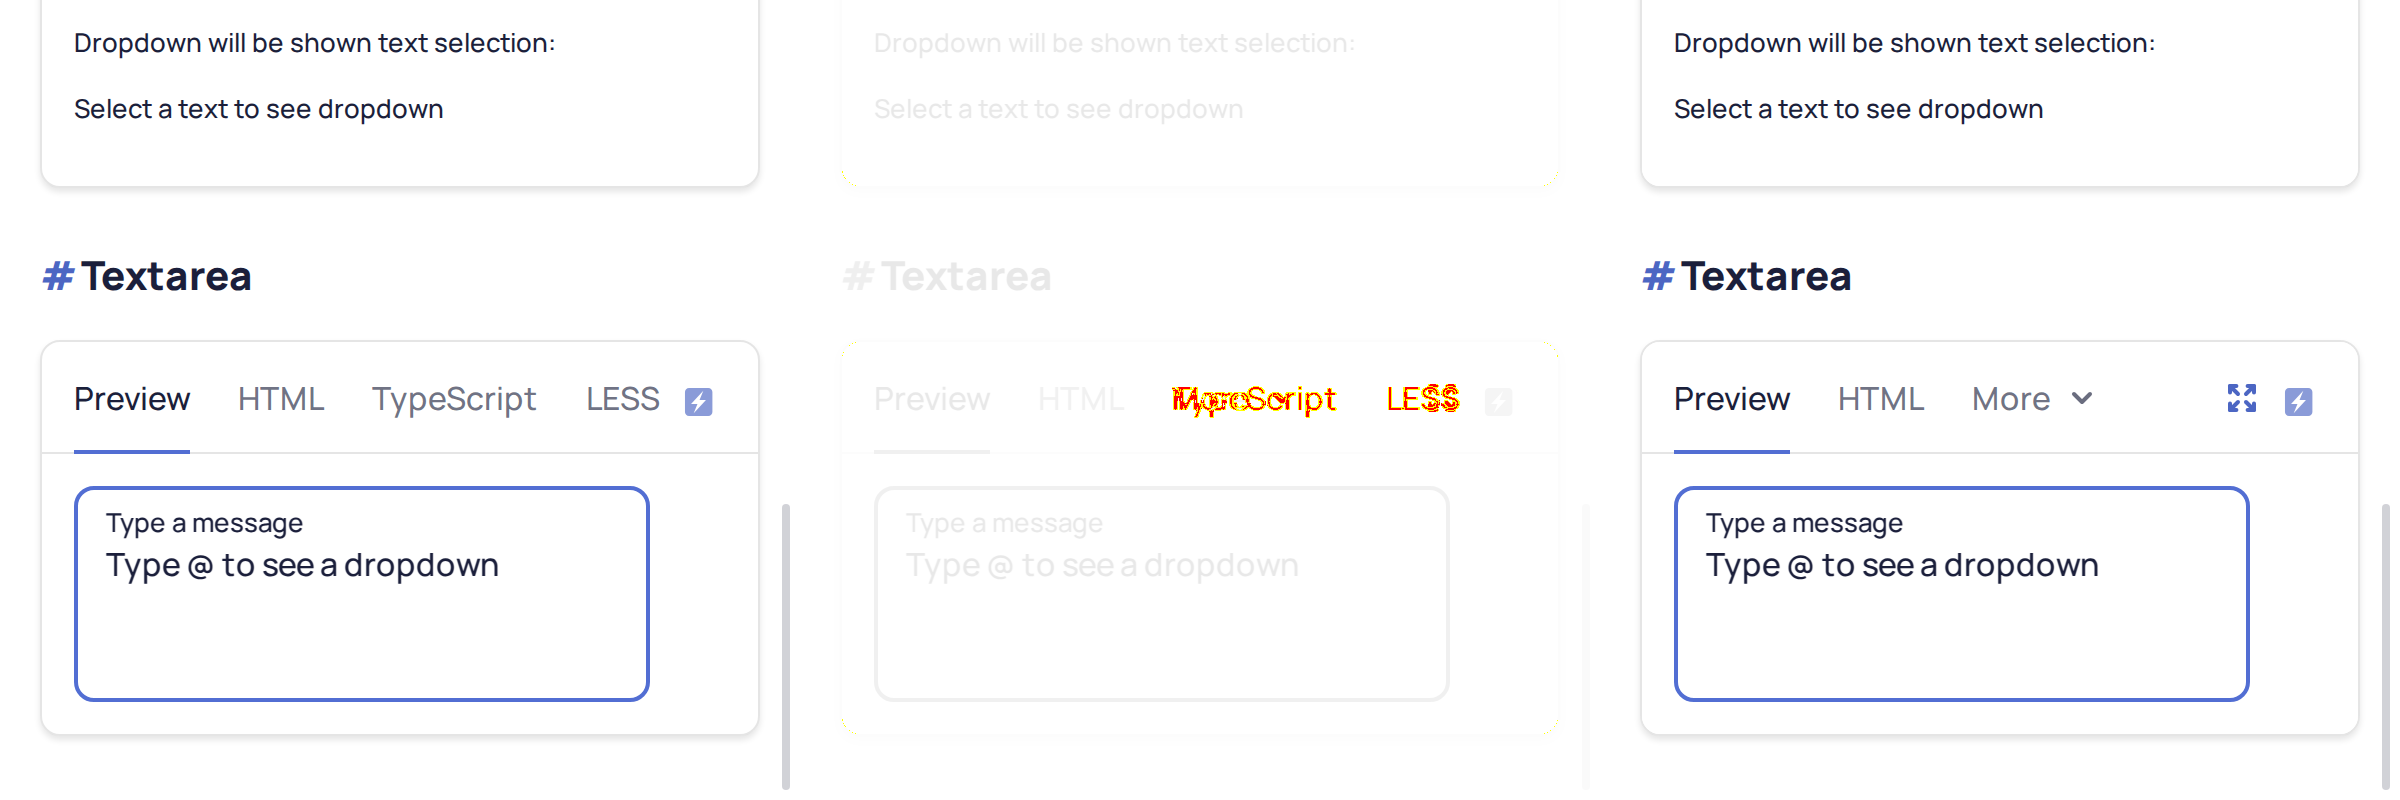 Dropdown will be shown text selection:
Select a text to see dropdown
# Textarea
Preview HTML TypeScript LESS
Type a message
Type @ to see a dropdown
Dropdown will be shown text selection:
Select a text to see dropdown
# Textarea
Preview HTML TypeScript LESS
Type a message
Type @ to see a dropdown
Dropdown will be shown text selection:
Select a text to see dropdown
# Textarea
Preview HTML More
Type a message
Type @ to see a dropdown